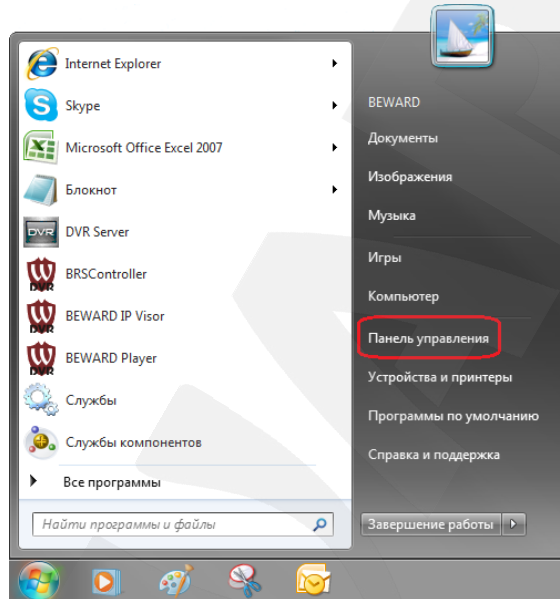 Internet Explorer
Skype
Microsoft Office Excel 2007
Блокнот
DVR Server
BRSController
BEWARD IP Visor
BEWARD Player
Службы
Службы компонентов
Все программы
Найти программы и файлы
BEWARD
Документы
Изображения
Музыка
Игры
Компьютер
Панель управления
Устройства и принтеры
Программы по умолчанию
Справка и поддержка
Завершение работы